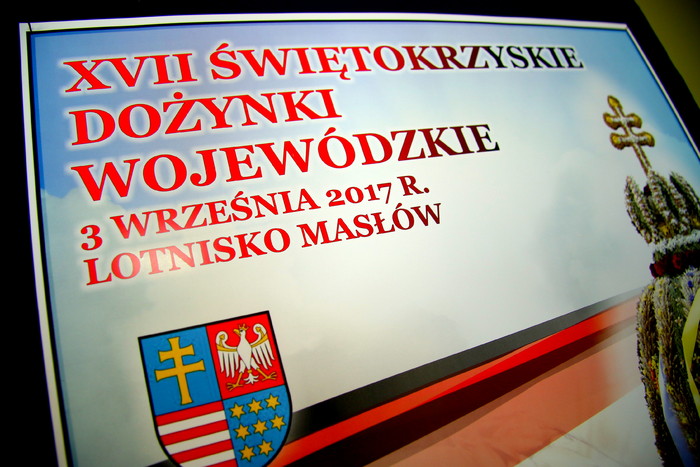 XVII ŚWIĘTOKRZYSKIE
DOŻYNKI
WOJEWÓDZKIE
3 WRZEŚNIA 2017 R.
LOTNISKO MASŁÓW